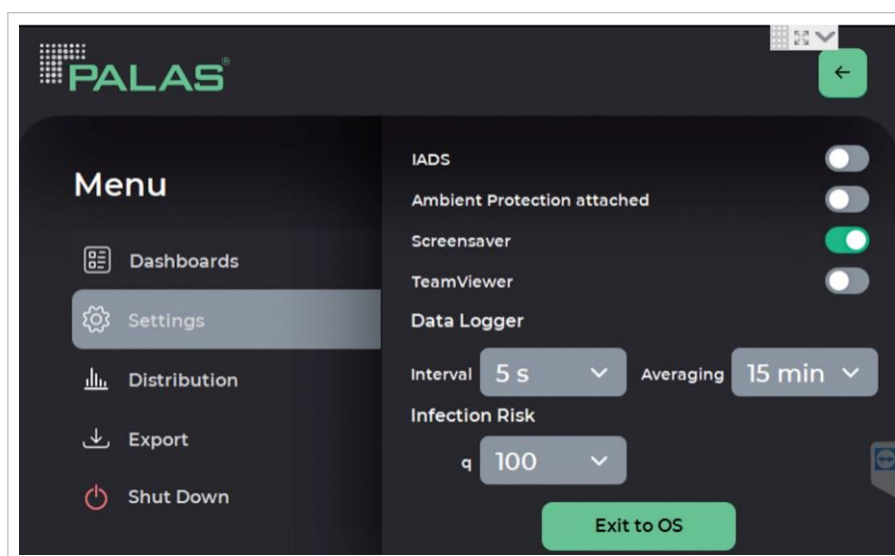 PALAS®
Menu
Dashboards
Settings
Distribution
Export
Shut Down
IADS
Ambient Protection attached
Screensaver
TeamViewer
Data Logger
Interval 5 s Averaging 15 min
Infection Risk
q 100
Exit to OS